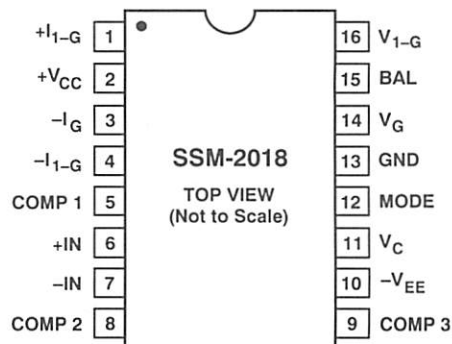 +I1–G 1
+VCC 2
–IG 3
–I1–G 4
COMP 1 5
+IN 6
–IN 7
COMP 2 8
SSM-2018
TOP VIEW
(Not to Scale)
16 V1–G
15 BAL
14 VG
13 GND
12 MODE
11 VC
10 –VEE
9 COMP 3